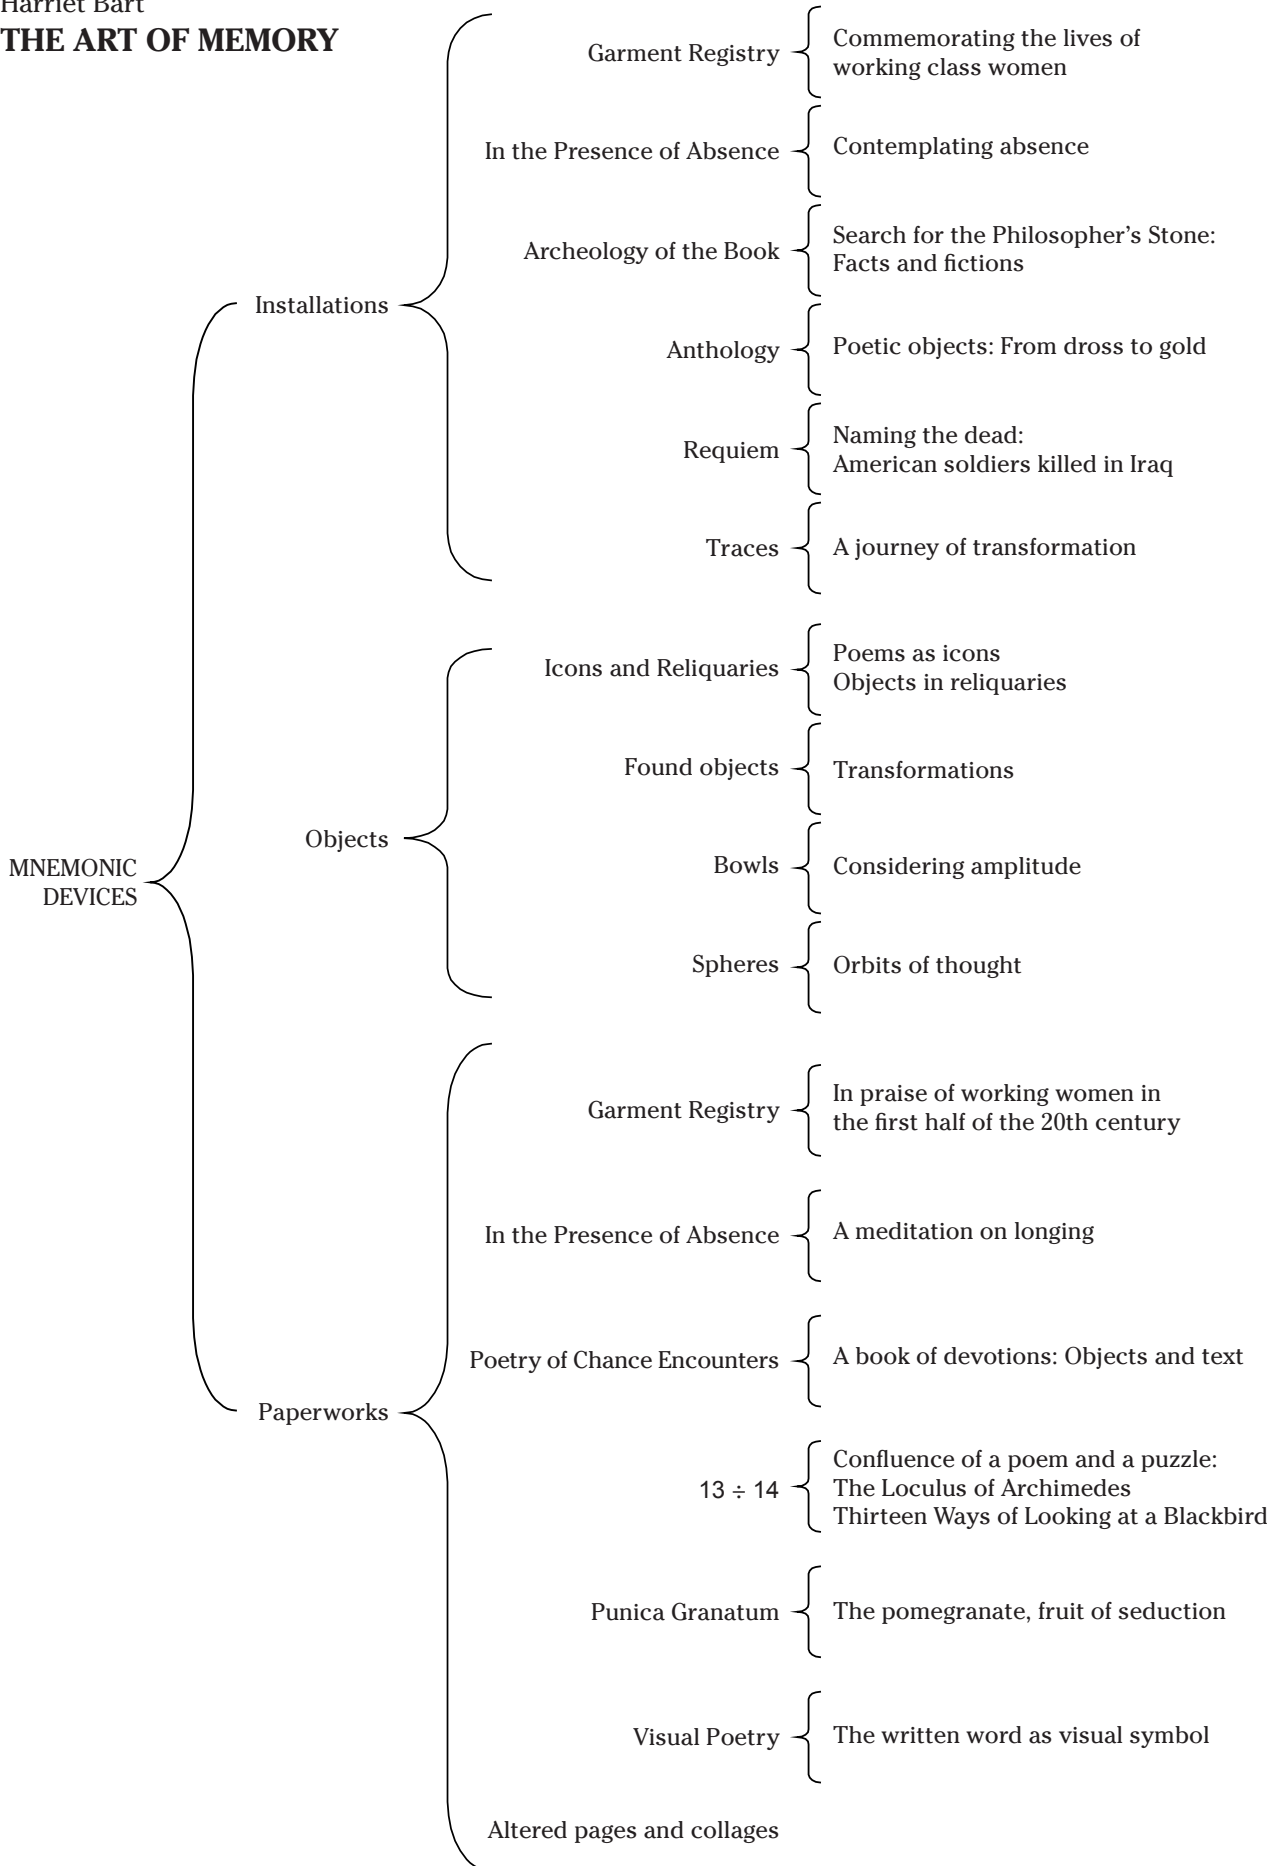 Harriet Bart
THE ART OF MEMORY
MNEMONIC
DEVICES
Installations
Garment Registry
Commemorating the lives of
working class women
In the Presence of Absence
Contemplating absence
Archeology of the Book
Search for the Philosopher’s Stone:
Facts and fictions
Anthology
Poetic objects: From dross to gold
Requiem
Naming the dead:
American soldiers killed in Iraq
Traces
A journey of transformation
Objects
Icons and Reliquaries
Poems as icons
Objects in reliquaries
Found objects
Transformations
Bowls
Considering amplitude
Spheres
Orbits of thought
Paperworks
Garment Registry
In praise of working women in
the first half of the 20th century
In the Presence of Absence
A meditation on longing
Poetry of Chance Encounters
A book of devotions: Objects and text
13 ÷ 14
Confluence of a poem and a puzzle:
The Loculus of Archimedes
Thirteen Ways of Looking at a Blackbird
Punica Granatum
The pomegranate, fruit of seduction
Visual Poetry
The written word as visual symbol
Altered pages and collages